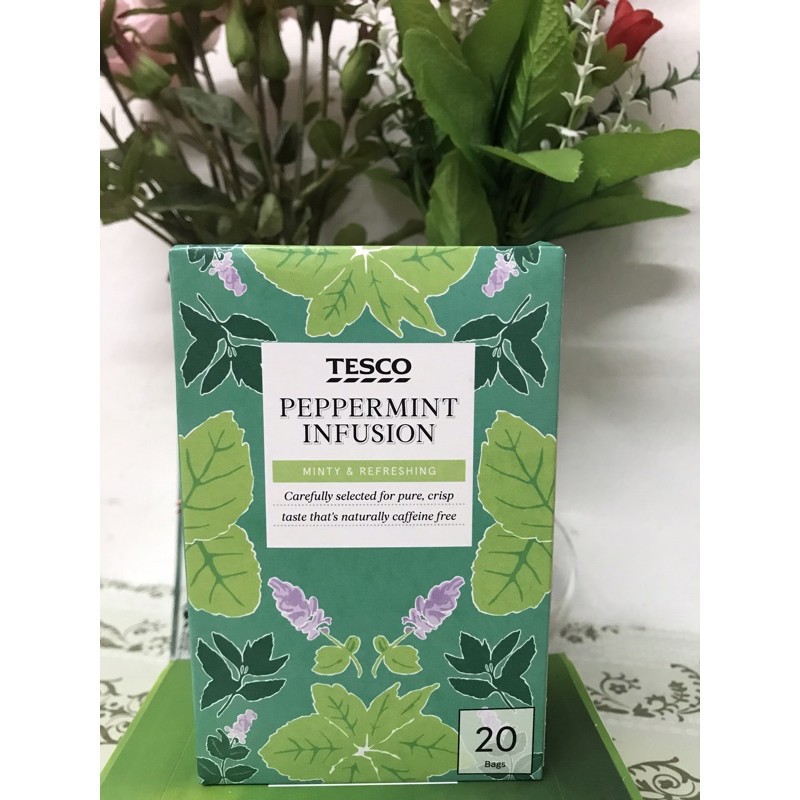 TESCO
PEPPERMINT
INFUSION
MINTY & REFRESHING
Carefully selected for pure, crisp
taste that's naturally caffeine free
20
Bags